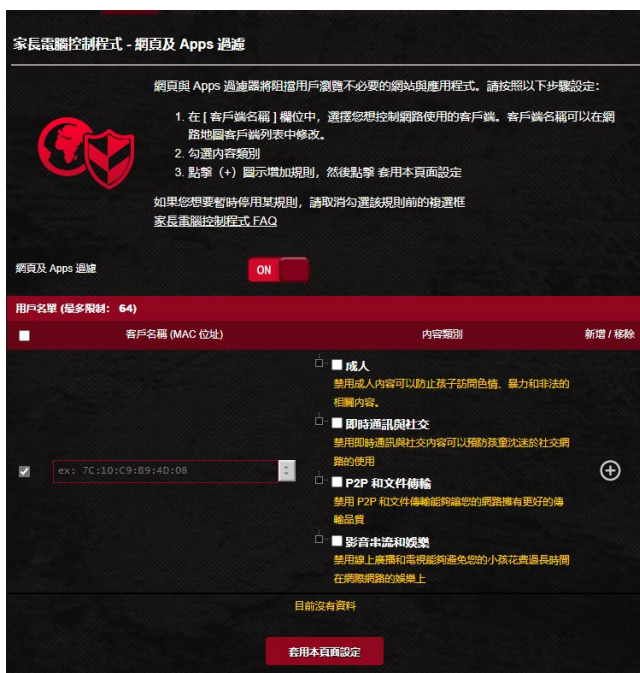 家長電腦控制程式 - 網頁及 Apps 過濾
網頁與 Apps 過濾器將阻擋用戶瀏覽不必要的網站與應用程式。請按照以下步驟設定：
1. 在 [ 客戶端名稱 ] 欄位中，選擇您想控制網路使用的客戶端。客戶端名稱可以在網
路地圖客戶端列表中修改。
2. 勾選內容類別
3. 點擊（+）圖示增加規則，然後點擊 套用本頁面設定
如果您想要暫時停用某規則，請取消勾選該規則前的複選框
家長電腦控制程式 FAQ
網頁及 Apps 過濾
ON
用戶名單 (最多限制： 64)
客戶名稱 (MAC 位址)
內容類別
新增 / 移除
成人
禁用成人內容可以防止孩子訪問色情、暴力和非法的
相關內容。
即時通訊與社交
禁用即時通訊與社交內容可以預防孩童沈迷於社交網
路的使用
ex: 7C:10:C9:B9:4D:08
P2P 和文件傳輸
禁用 P2P 和文件傳輸能夠讓您的網路擁有更好的傳
輸品質
影音串流和娛樂
禁用線上廣播和電視能夠避免您的小孩花費過長時間
在網際網路的娛樂上
目前沒有資料
套用本頁面設定